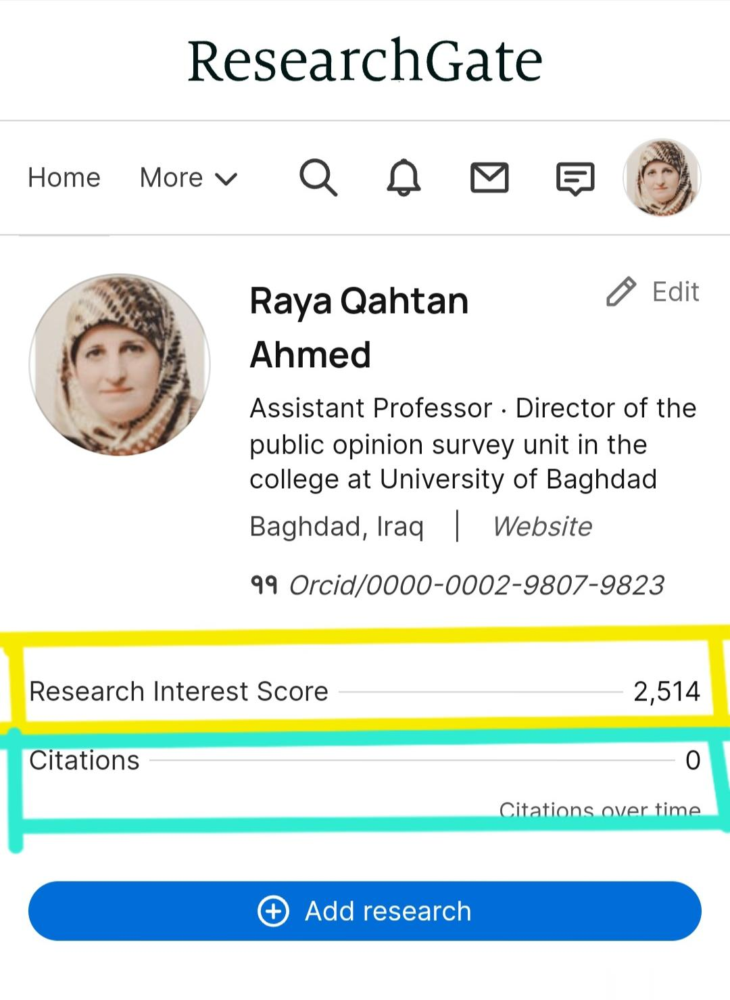 ResearchGate
Home More
Raya Qahtan
Ahmed
Edit
Assistant Professor · Director of the
public opinion survey unit in the
college at University of Baghdad
Baghdad, Iraq | Website
Orcid/0000-0002-9807-9823
Research Interest Score 2,514
Citations 0
Citations over time
Add research